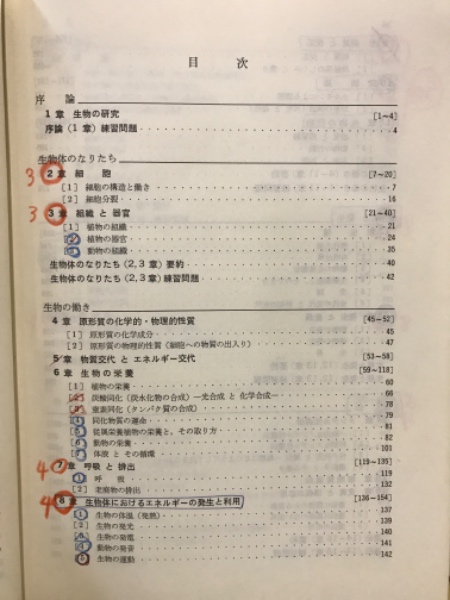 目 次
序 論
1章 生物の研究 [1~4]
序論(1章)練習問題 4
生物体のなりたち
30 2章 細 胞 [7~20]
[1] 細胞の構造と働き 7
[2] 細胞分裂 16
30 3章 組織と器官 [21~40]
[1] 植物の組織 21
[2] 植物の器官 24
[3] 動物の組織 35
生物体のなりたち(2,3章)要約 40
生物体のなりたち(2,3章)練習問題 42
生物の働き
4章 原形質の化学的・物理的性質 [45~52]
[1] 原形質の化学成分 45
[2] 原形質の物理的性質(細胞への物質の出入り) 47
5章 物質交代とエネルギー交代 [53~58]
6章 生物の栄養 [59~118]
[1] 植物の栄養 60
[2] 炭酸同化(炭水化物の合成)―光合成と化学合成― 66
[3] 窒素同化(タンパク質の合成) 78
[4] 同化物質の運命 79
[5] 従属栄養植物の栄養と,その取り方 81
[6] 動物の栄養 82
[7] 体液とその循環 101
40 7章 呼吸と排出 [119~135]
[1] 呼 吸 119
[2] 老廃物の排出 132
40 8章 生物体におけるエネルギーの発生と利用 [136~154]
[1] 生物の体温(発熱) 137
[2] 生物の発光 139
[3] 生物の発電 140
[4] 動物の発音 141
[5] 生物の運動 142